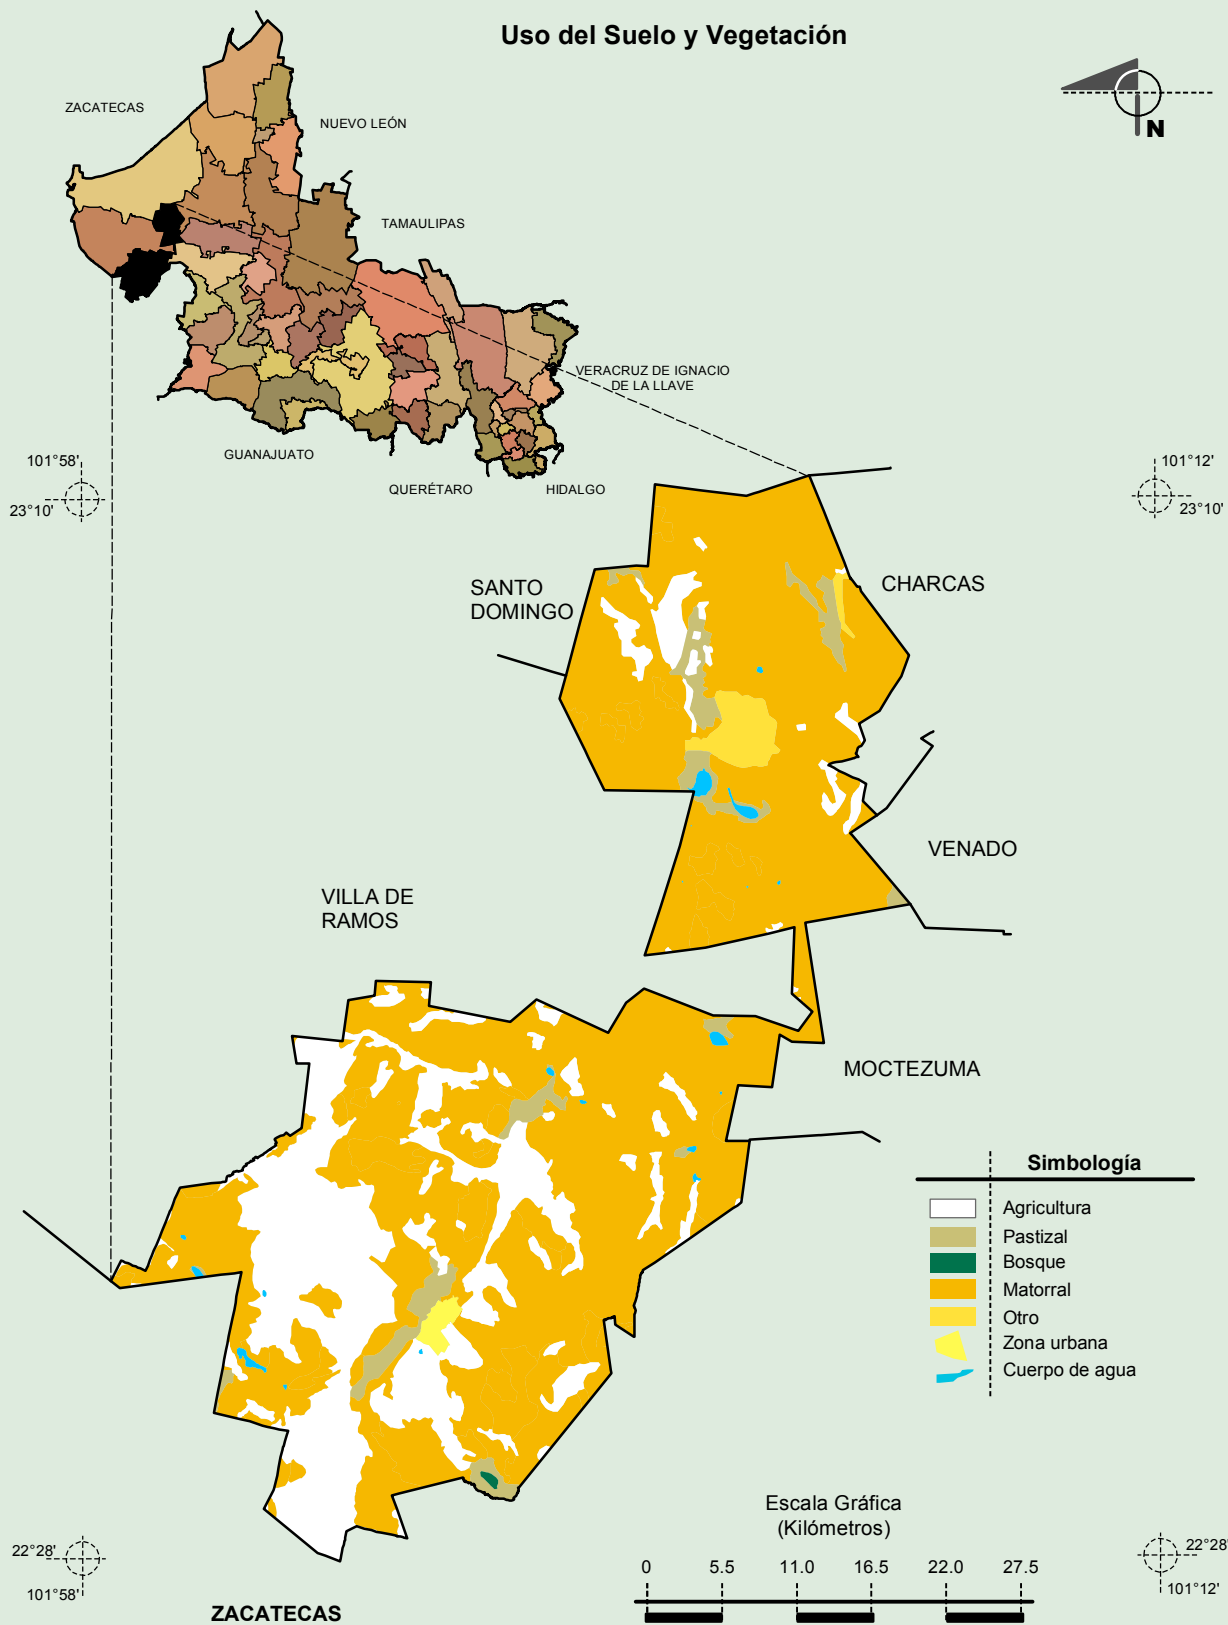 Uso del Suelo y Vegetación
N
ZACATECAS
NUEVO LEÓN
TAMAULIPAS
VERACRUZ DE IGNACIO
DE LA LLAVE
GUANAJUATO
QUERÉTARO
HIDALGO
101°58'
23°10'
101°12'
23°10'
SANTO
DOMINGO
CHARCAS
VENADO
VILLA DE
RAMOS
MOCTEZUMA
Simbología
Agricultura
Pastizal
Bosque
Matorral
Otro
Zona urbana
Cuerpo de agua
Escala Gráfica
(Kilómetros)
0 5.5 11.0 16.5 22.0 27.5
22°28'
101°58'
22°28'
101°12'
ZACATECAS